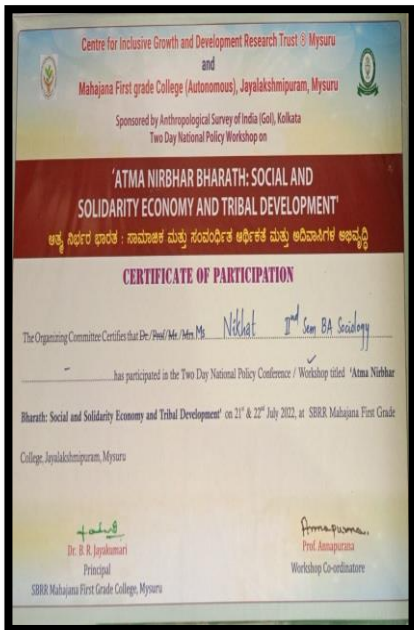 Centre for Inclusive Growth and Development Research Trust ® Mysuru
and
Mahajana First grade College (Autonomous), Jayalakshmipuram, Mysuru
Sponsored by Anthropological Survey of India (GoI), Kolkata
Two Day National Policy Workshop on
'ATMA NIRBHAR BHARATH: SOCIAL AND
SOLIDARITY ECONOMY AND TRIBAL DEVELOPMENT'
ಆತ್ಮ ನಿರ್ಭರ ಭಾರತ : ಸಾಮಾಜಿಕ ಮತ್ತು ಸಂವರ್ಧಿತ ಆರ್ಥಿಕತೆ ಮತ್ತು ಆದಿವಾಸಿಗಳ ಅಭಿವೃದ್ಧಿ
CERTIFICATE OF PARTICIPATION
The Organizing Committee Certifies that Dr./Prof/Mr./Mrs. Ms Nikhat IInd Sem BA Sociology
- has participated in the Two Day National Policy Conference / Workshop titled 'Atma Nirbhar
Bharath: Social and Solidarity Economy and Tribal Development' on 21st & 22nd July 2022, at SBRR Mahajana First Grade
College, Jayalakshmipuram, Mysuru
Annapurna
Dr. B. R. Jayakumari
Prof. Annapurana
Principal
Workshop Co-ordinatore
SBRR Mahajana First Grade College, Mysuru